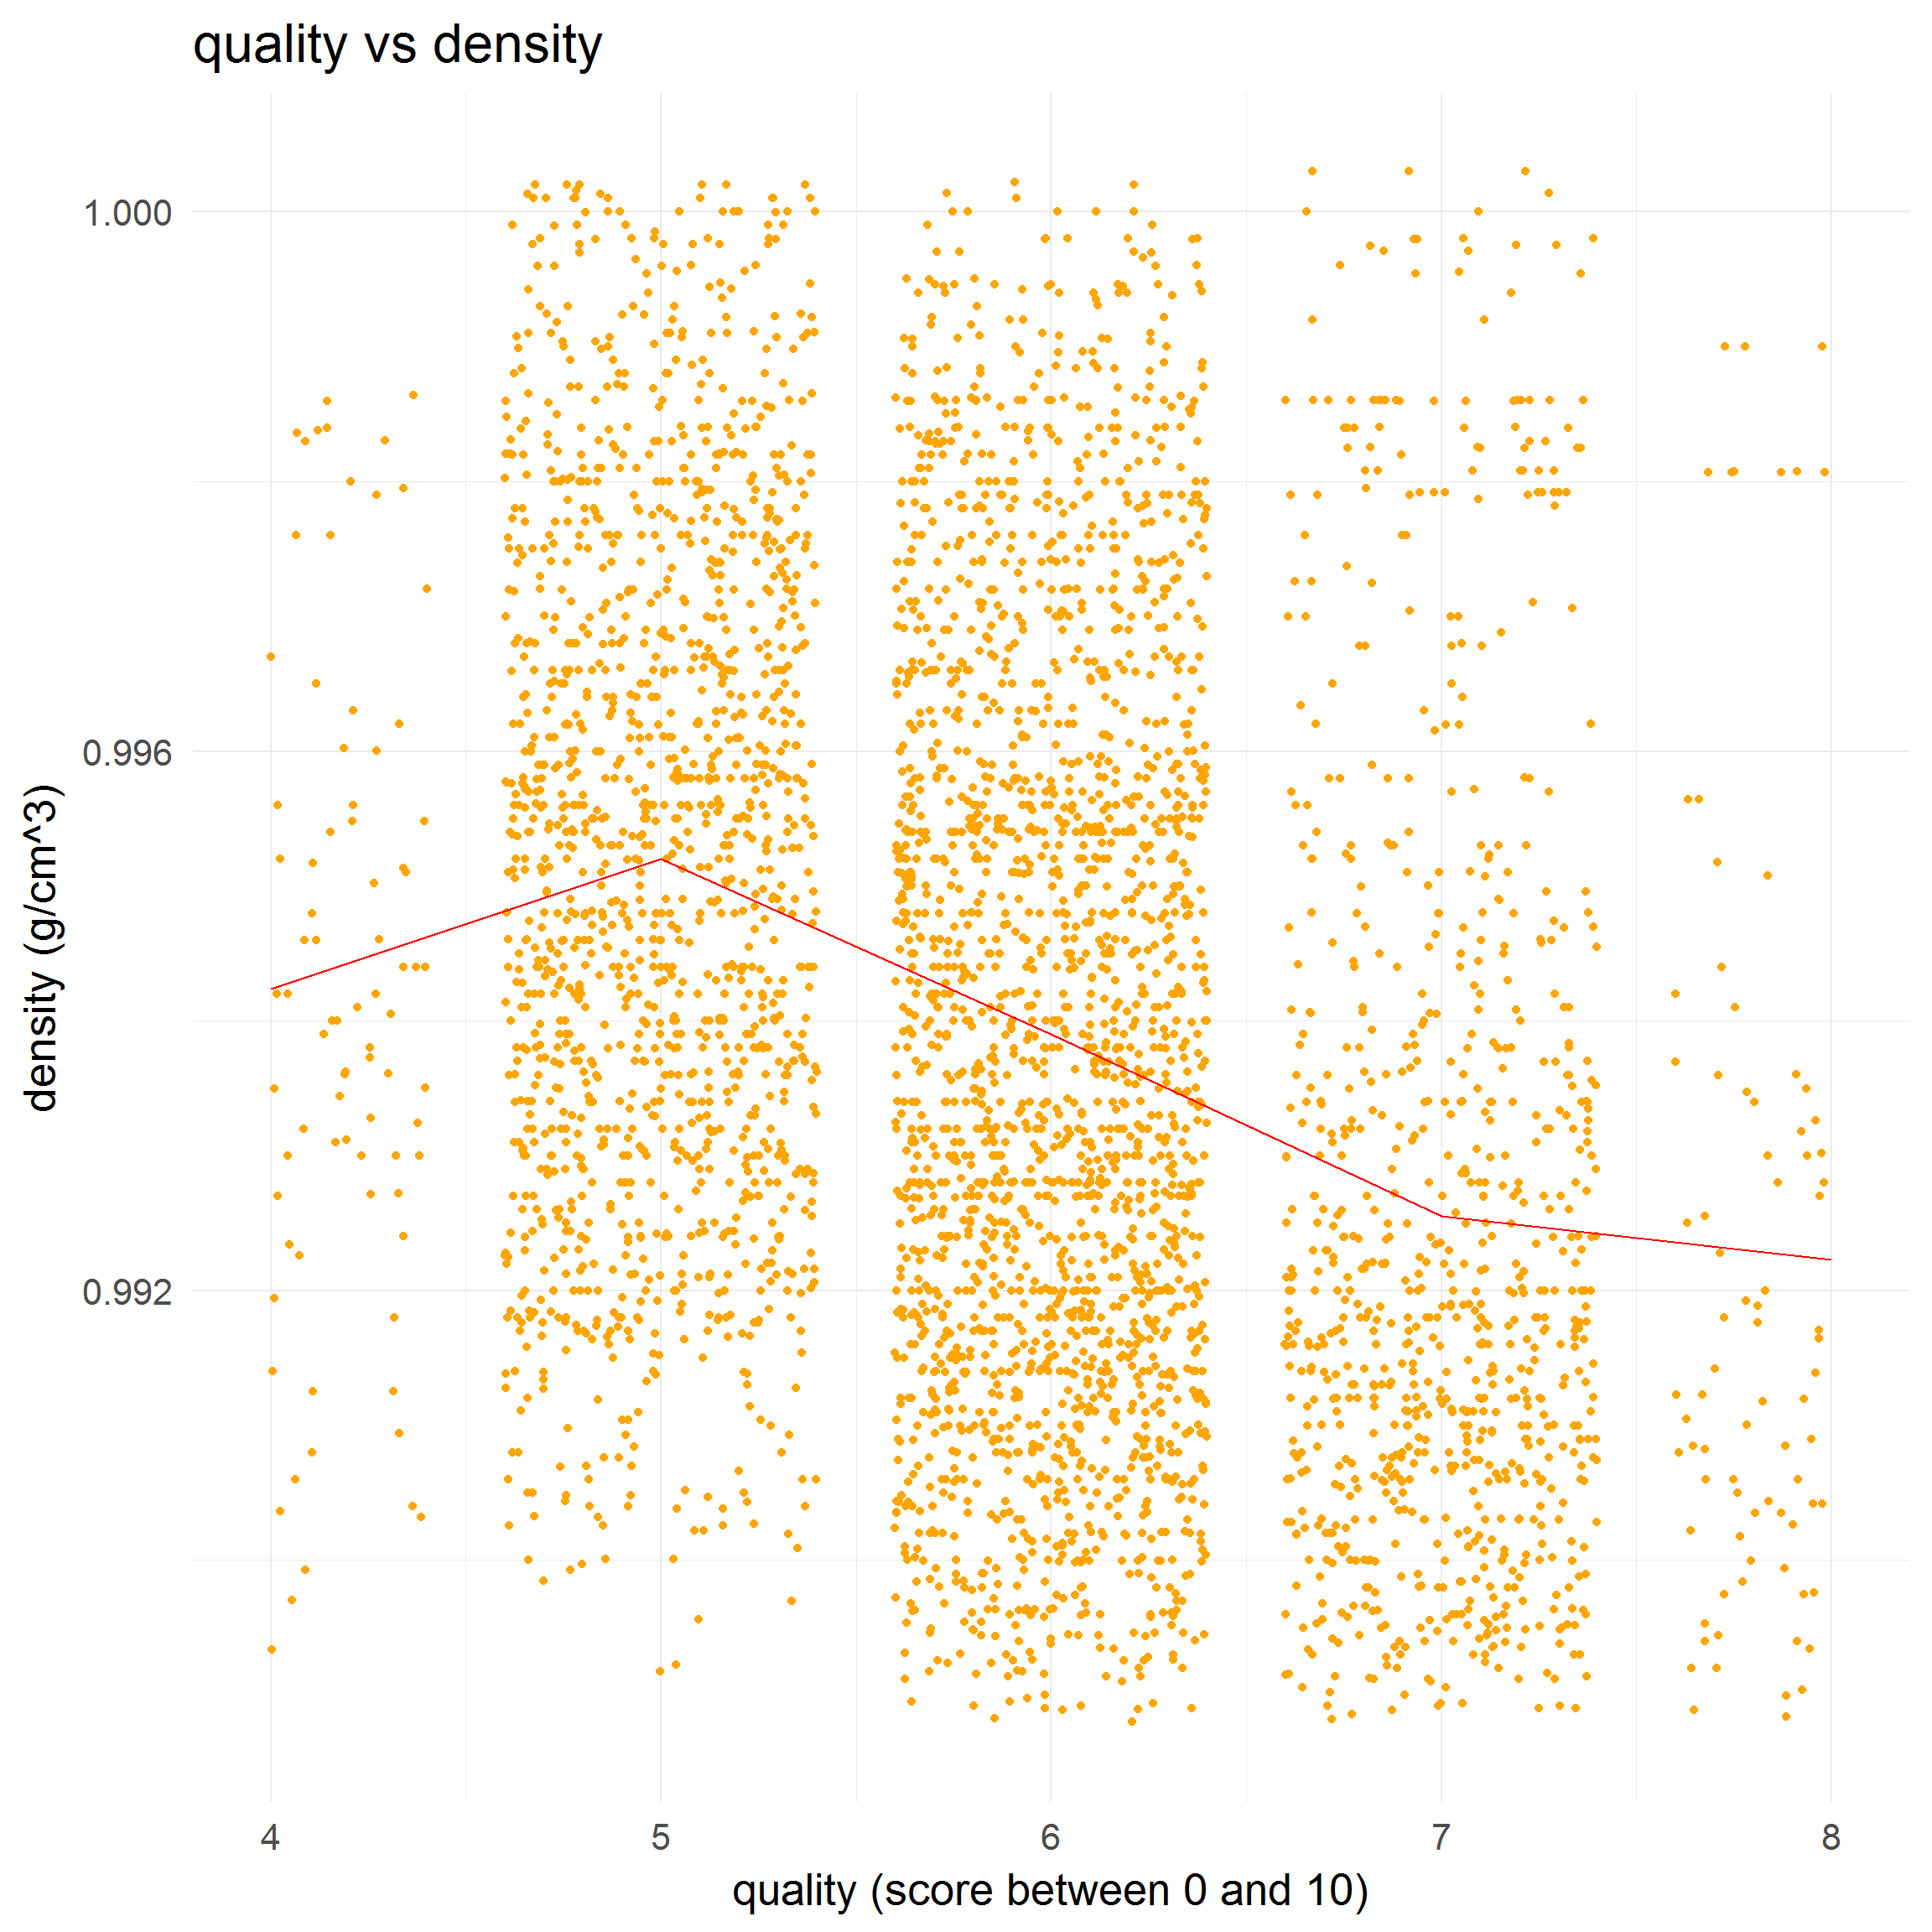 quality vs density
density (g/cm^3)
1.000
0.996
0.992
4 5 6 7 8
quality (score between 0 and 10)